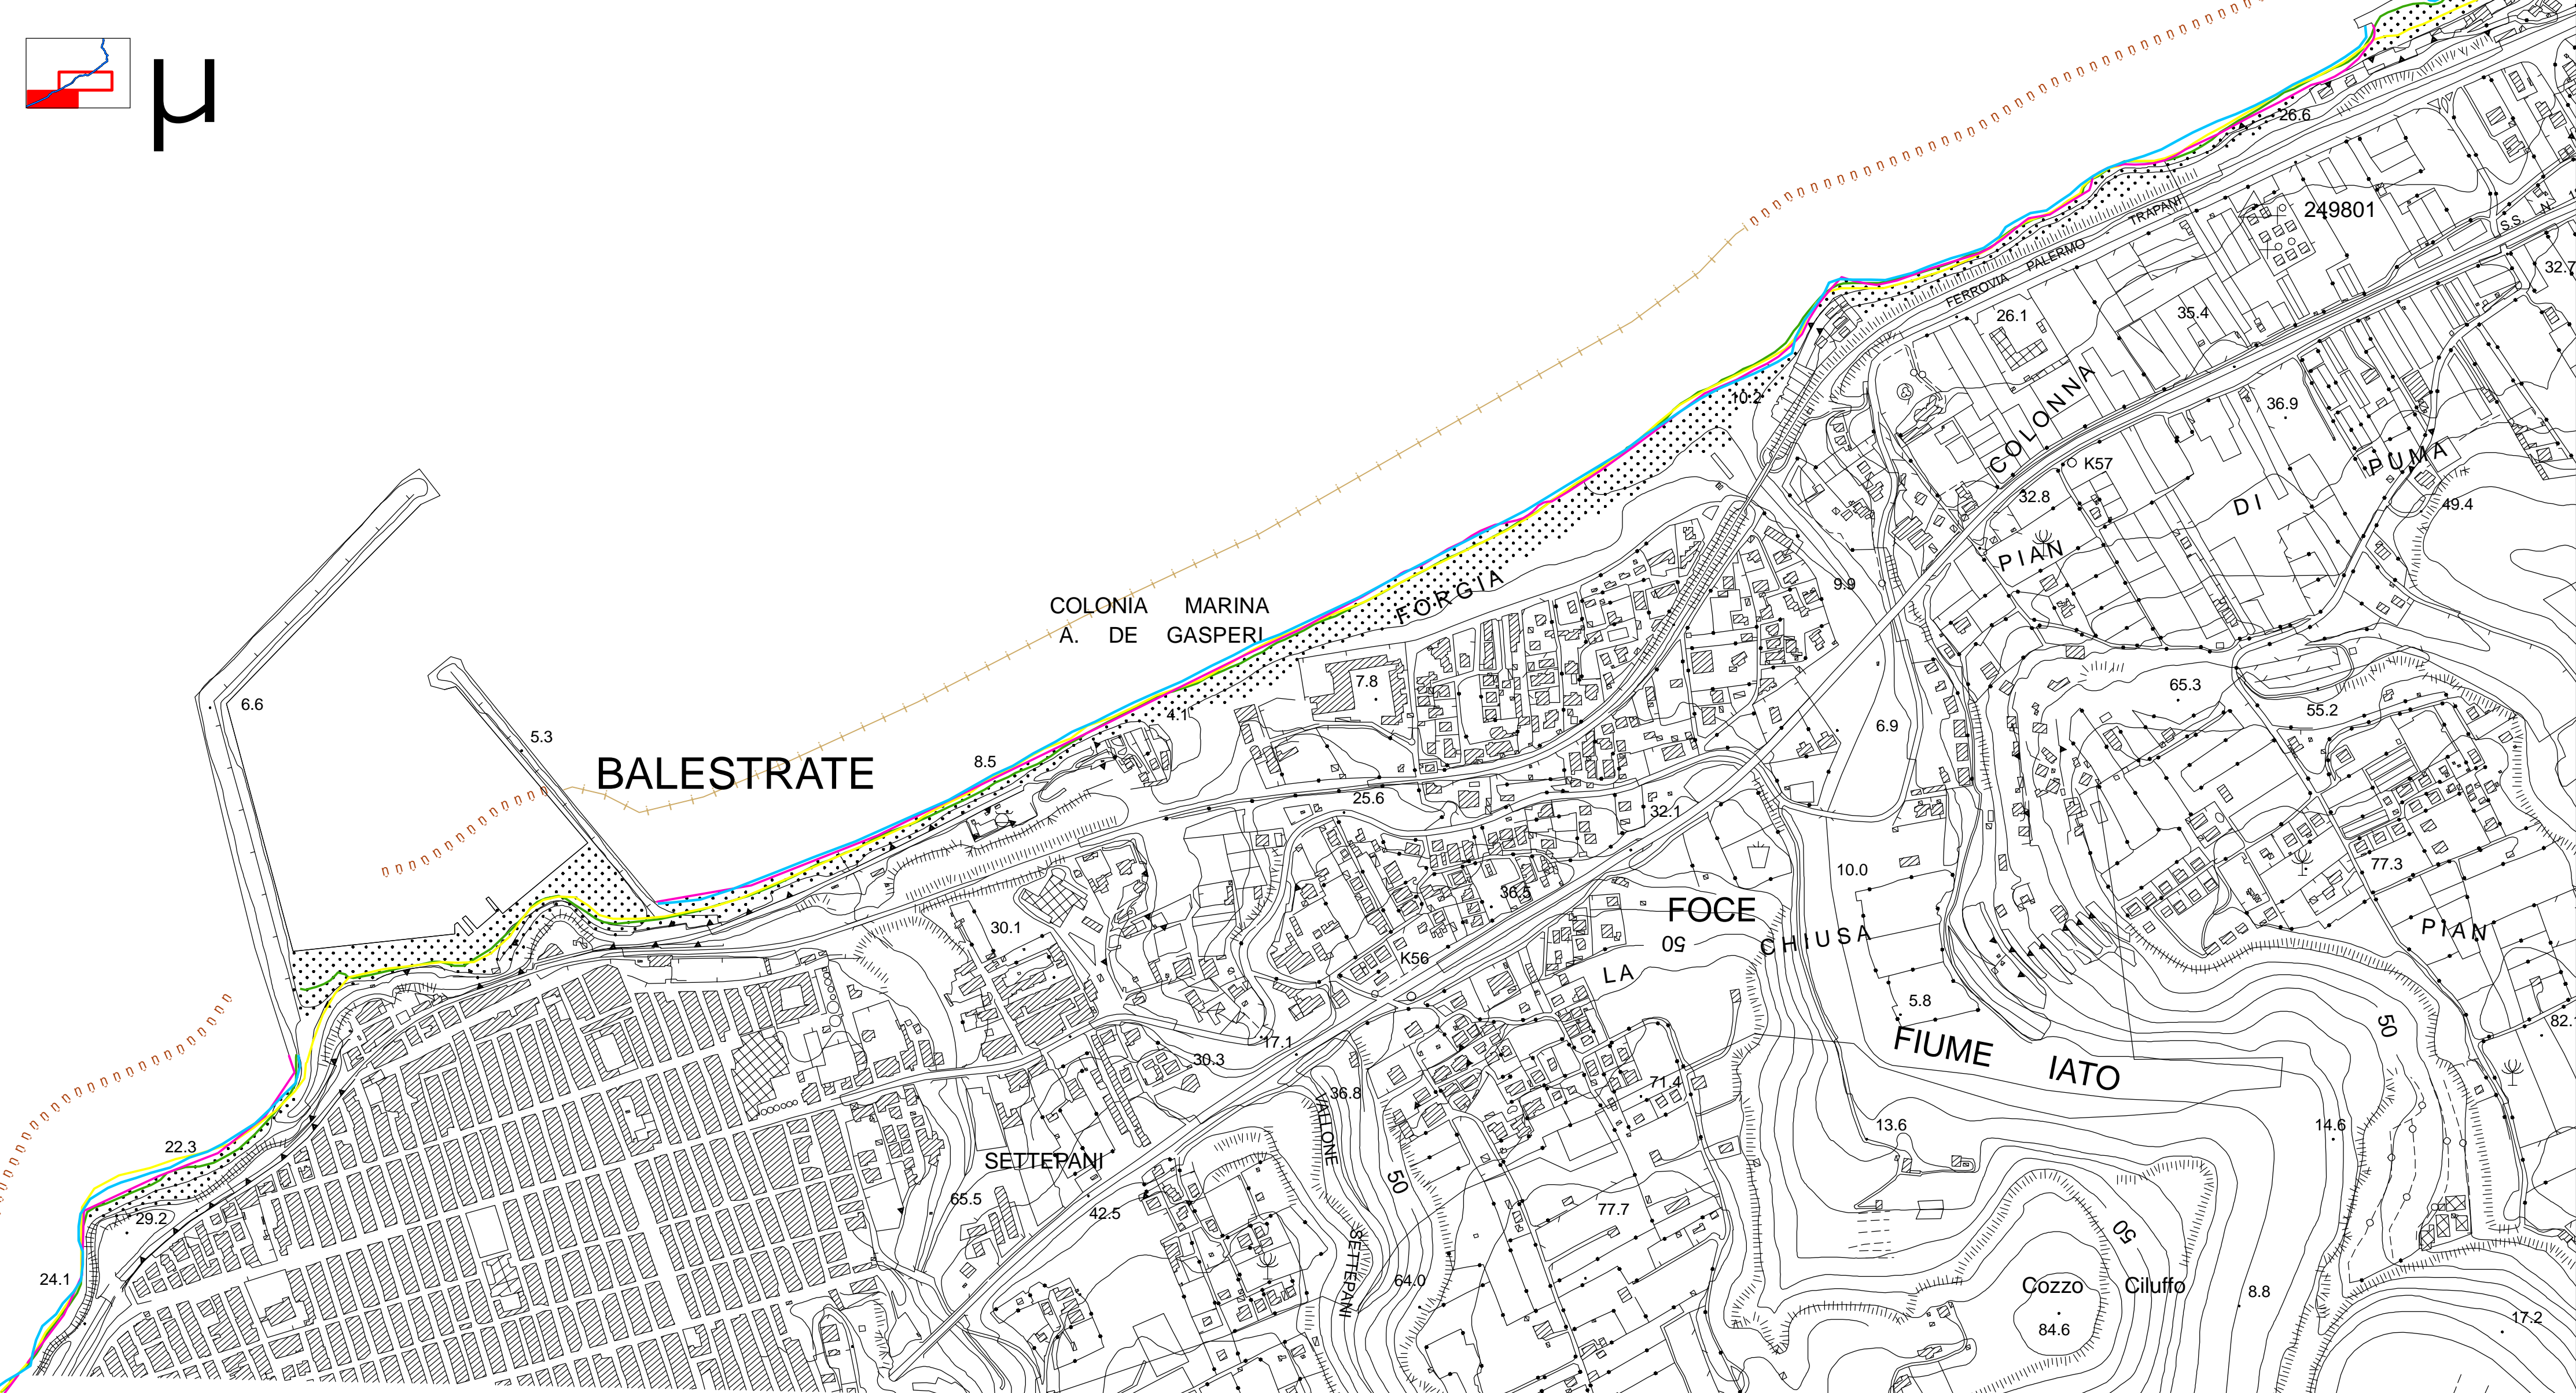 µ
26.6
249801
S.S. N
TRAPANI
PALERMO
FERROVIA
26.1
35.4
10.2
COLONNA
36.9
PUMA
K57
32.8
DI
49.4
PIAN
6.6
5.3
BALESTRATE
8.5
COLONIA MARINA
A. DE GASPERI
FORGIA
4.1
7.8
9.9
65.3
55.2
6.9
25.6
32.1
10.0
77.3
36.5
FOCE
50
CHIUSA
LA
PIAN
30.1
K56
5.8
50
FIUME IATO
17.1
30.3
36.8
71.4
VALLONE
SETTEPANI
13.6
14.6
22.3
SETTEPANI
65.5
50
42.5
77.7
29.2
50
24.1
64.0
Cozzo Ciluffo
8.8
84.6
17.2